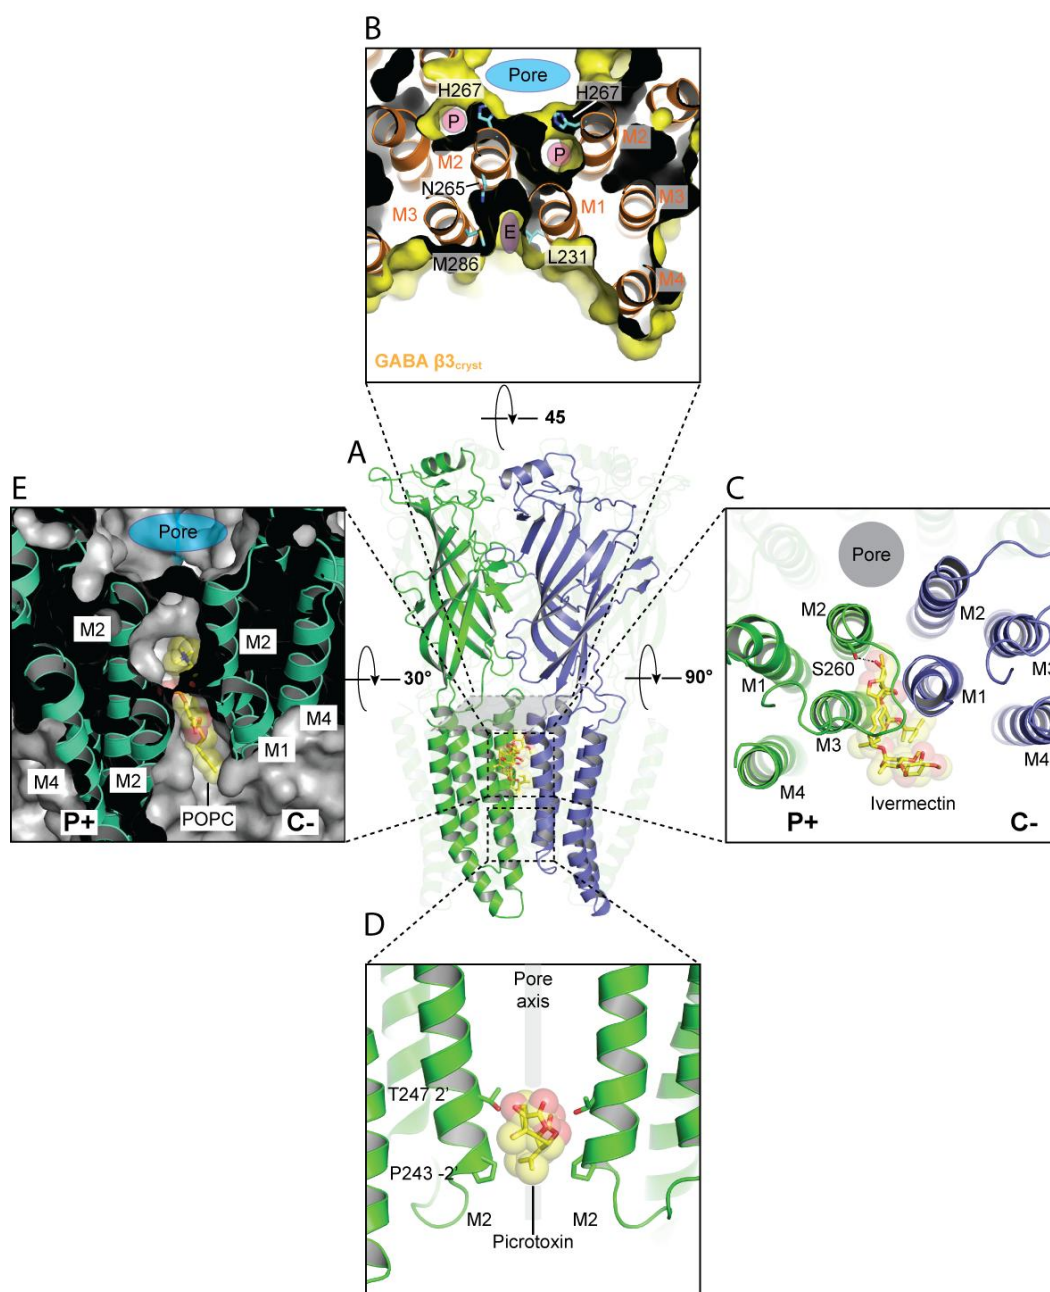 B
Pore
H267
H267
P
P
M2
M2
N265
M3
M1
M3
E
M286
L231
M4
GABA β3cryst
45
A
E
Pore
M2
M2
M4
M1
M4
M2
P+
POPC
C-
30°
90°
C
Pore
M2
M2
S260
M1
M1
M3
M3
M4
M4
Ivermectin
P+
C-
D
Pore
axis
T247 2’
P243 -2’
M2
M2
Picrotoxin